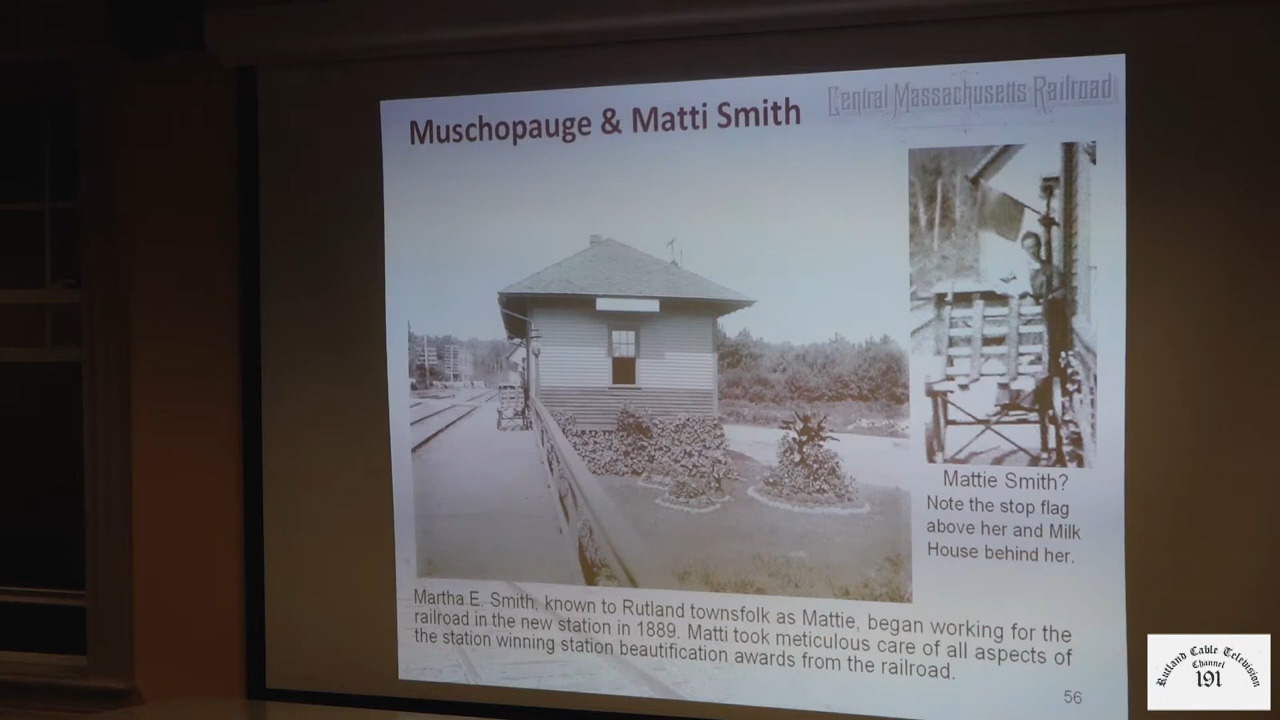 Muschopauge & Matti Smith
Central Massachusetts Railroad
Mattie Smith?
Note the stop flag
above her and Milk
House behind her.
Martha E. Smith, known to Rutland townsfolk as Mattie, began working for the
railroad in the new station in 1889. Matti took meticulous care of all aspects of
the station winning station beautification awards from the railroad.
56
Rutland Cable Television
Channel
191